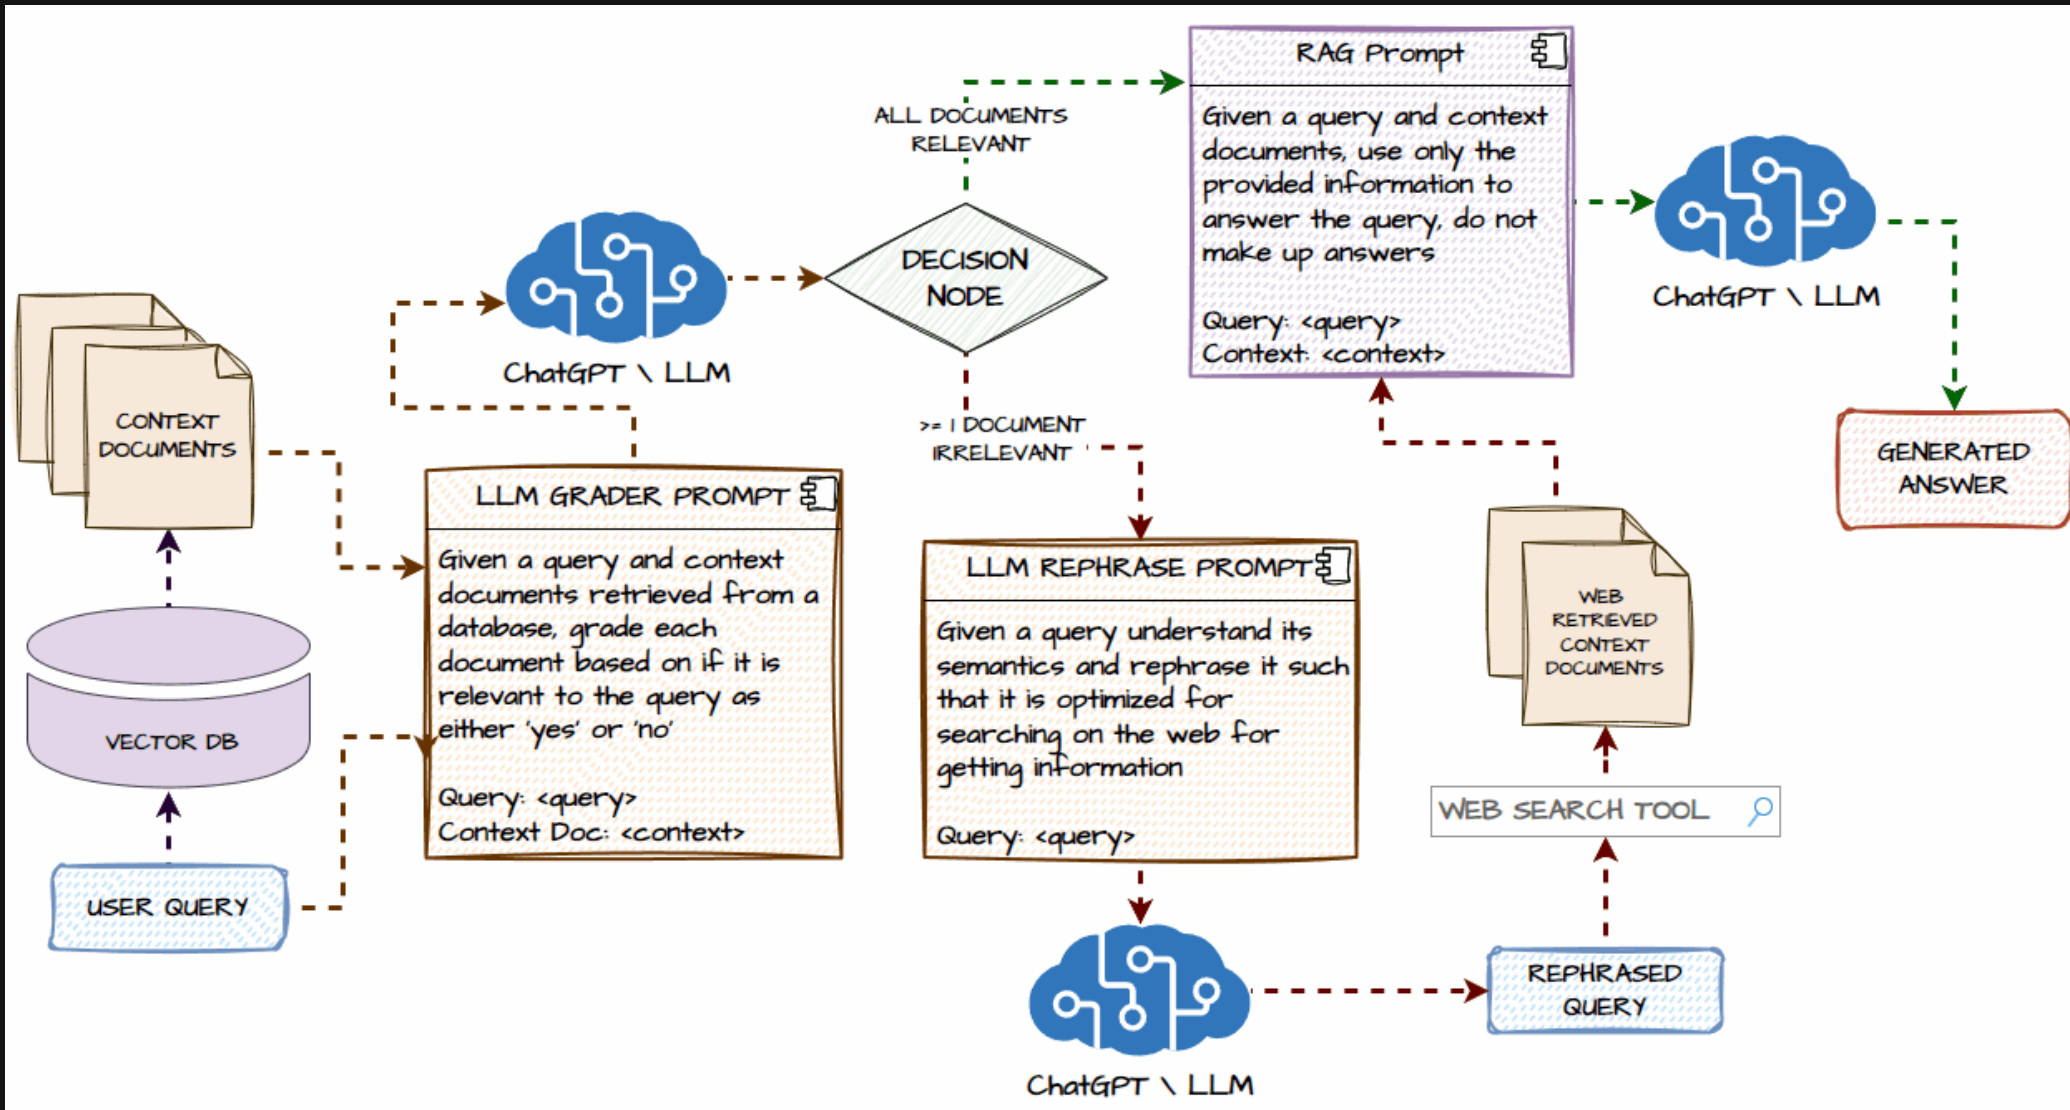 CONTEXT
DOCUMENTS
VECTOR DB
USER QUERY
LLM GRADER PROMPT
Given a query and context
documents retrieved from a
database, grade each
document based on if it is
relevant to the query as
either 'yes' or 'no'
Query: <query>
Context Doc: <context>
ChatGPT \ LLM
DECISION
NODE
ALL DOCUMENTS
RELEVANT
>= 1 DOCUMENT
IRRELEVANT
LLM REPHRASE PROMPT
Given a query understand its
semantics and rephrase it such
that it is optimized for
searching on the web for
getting information
Query: <query>
ChatGPT \ LLM
REPHRASED
QUERY
WEB SEARCH TOOL
WEB
RETRIEVED
CONTEXT
DOCUMENTS
RAG Prompt
Given a query and context
documents, use only the
provided information to
answer the query, do not
make up answers
Query: <query>
Context: <context>
ChatGPT \ LLM
GENERATED
ANSWER